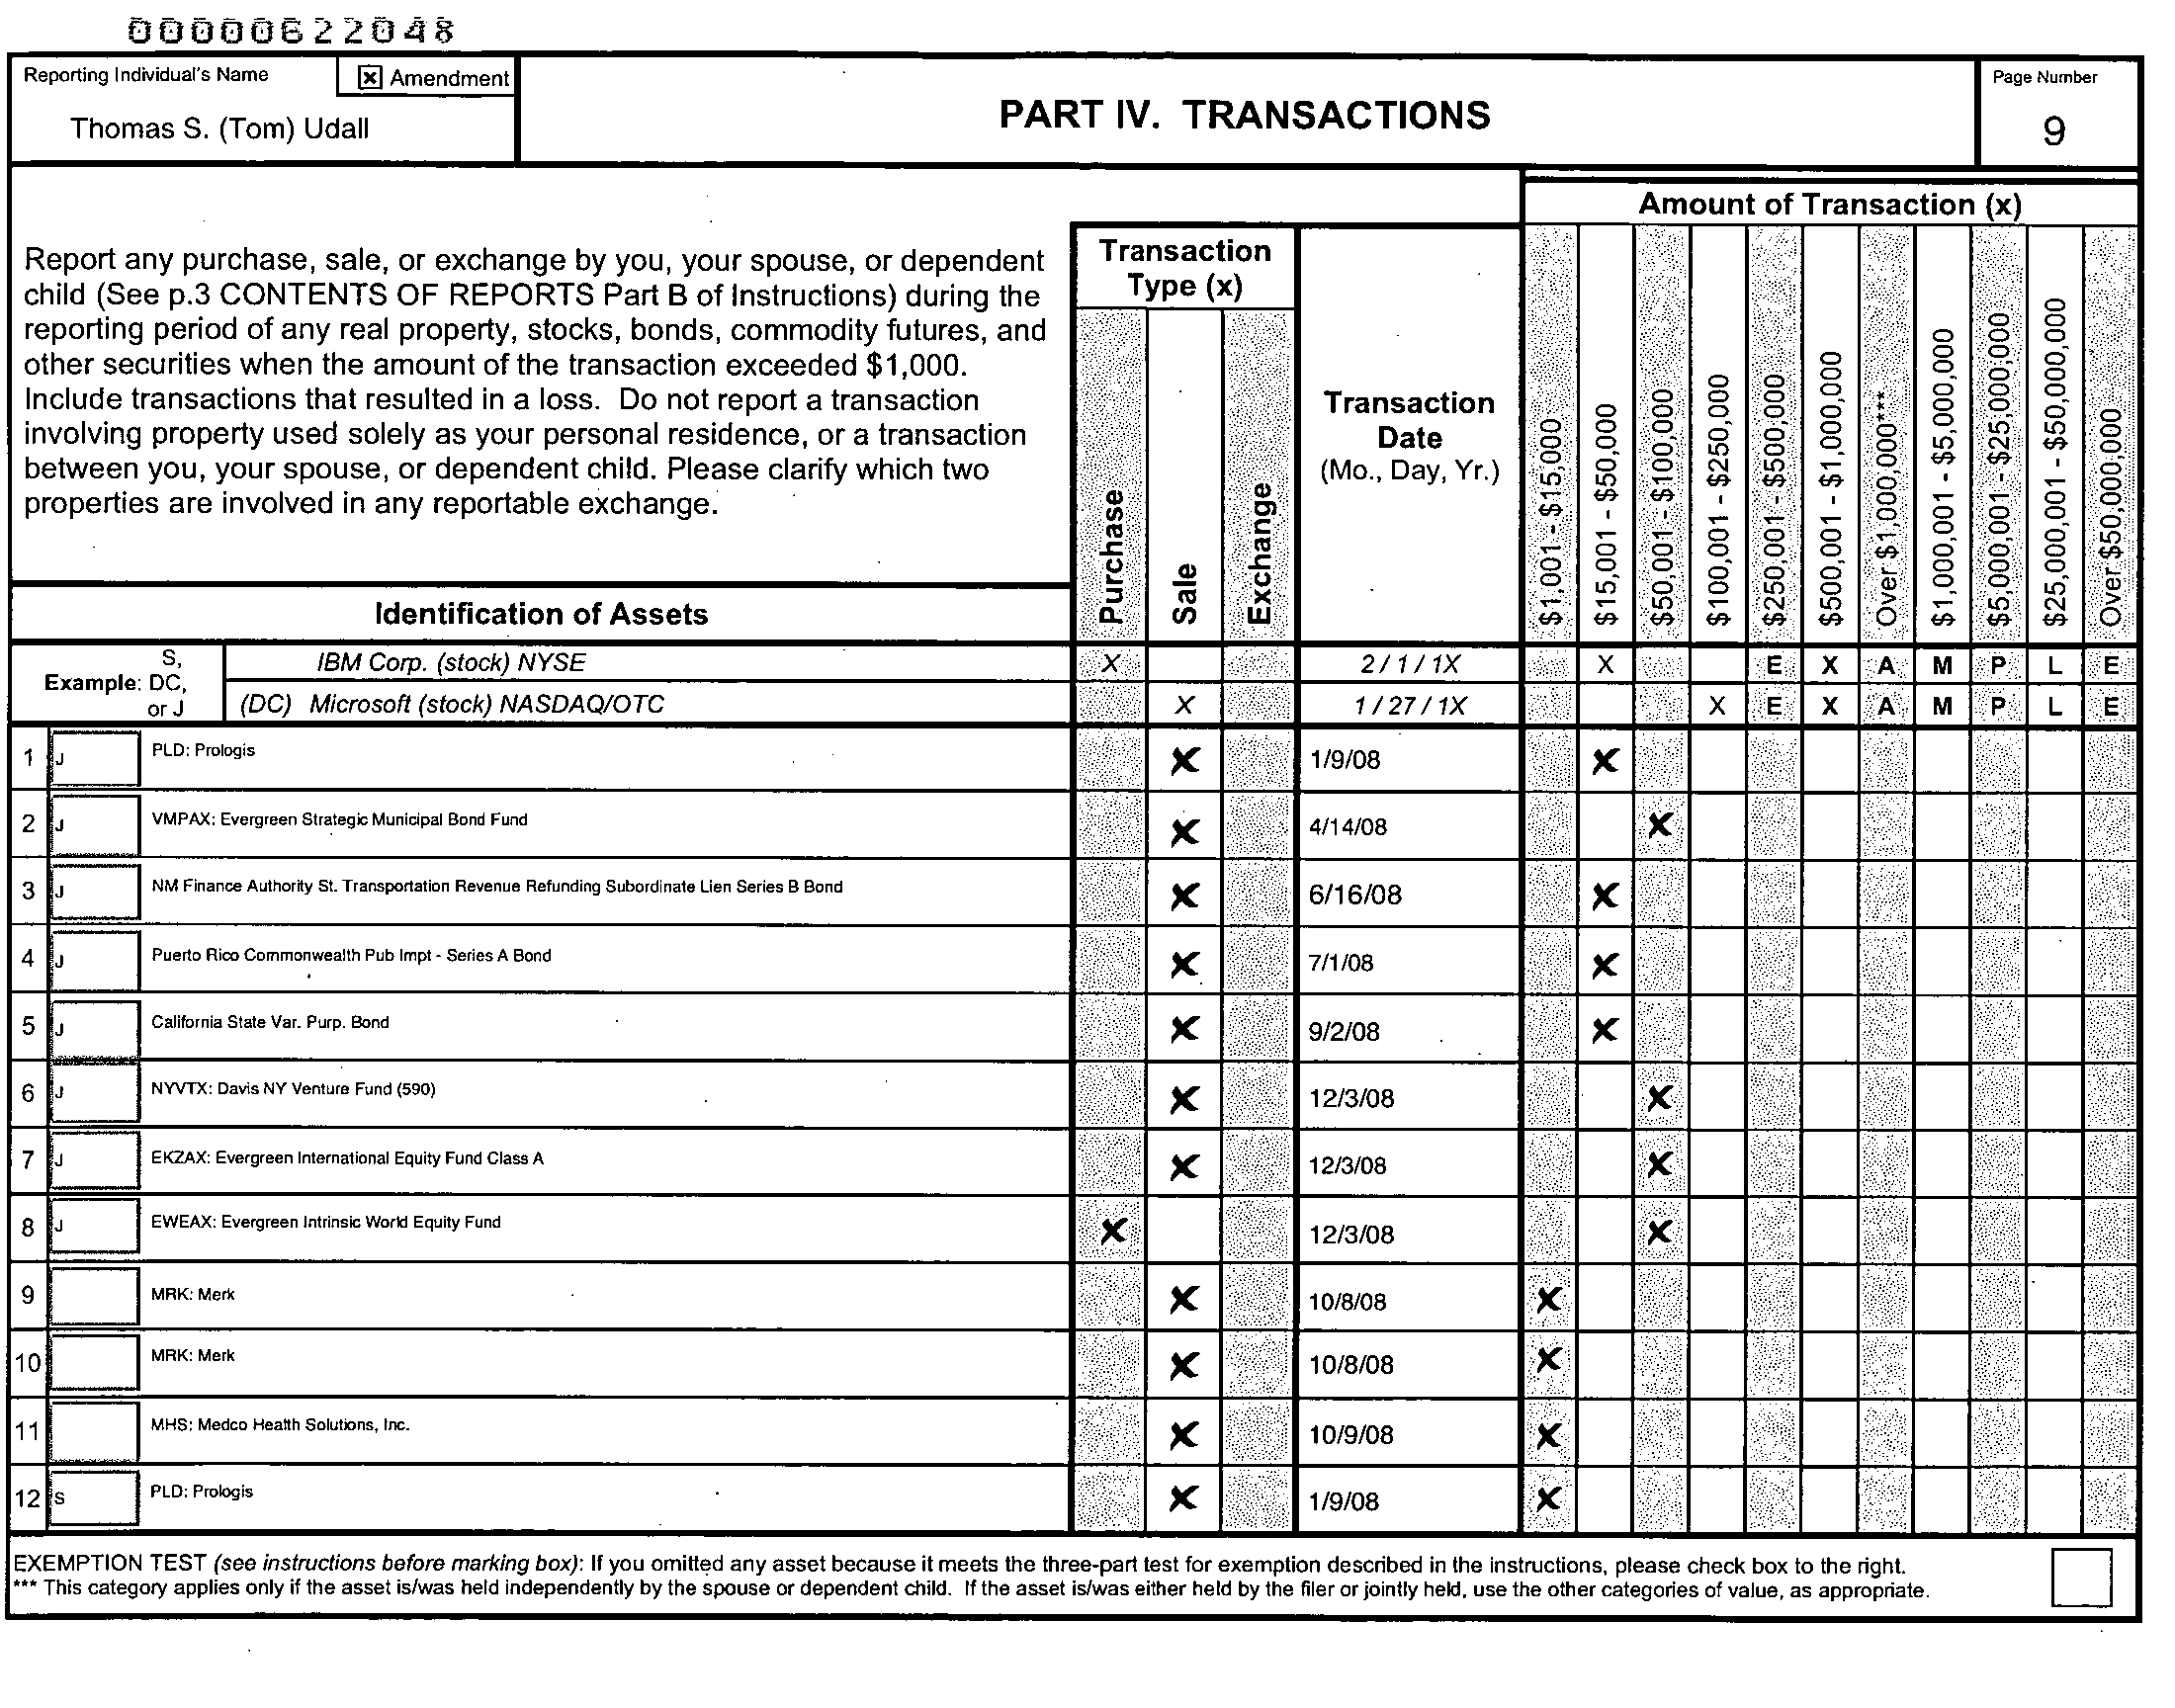 00000622048
Reporting Individual's Name
[x] Amendment
Thomas S. (Tom) Udall
PART IV. TRANSACTIONS
Page Number
9
Report any purchase, sale, or exchange by you, your spouse, or dependent
child (See p.3 CONTENTS OF REPORTS Part B of Instructions) during the
reporting period of any real property, stocks, bonds, commodity futures, and
other securities when the amount of the transaction exceeded $1,000.
Include transactions that resulted in a loss. Do not report a transaction
involving property used solely as your personal residence, or a transaction
between you, your spouse, or dependent child. Please clarify which two
properties are involved in any reportable exchange.
Identification of Assets
Transaction
Type (x)
Purchase
Sale
Exchange
Transaction
Date
(Mo., Day, Yr.)
Amount of Transaction (x)
$1,001 - $15,000
$15,001 - $50,000
$50,001 - $100,000
$100,001 - $250,000
$250,001 - $500,000
$500,001 - $1,000,000
Over $1,000,000***
$1,000,001 - $5,000,000
$5,000,001 - $25,000,000
$25,000,001 - $50,000,000
Over $50,000,000
Example: S, DC, or J
IBM Corp. (stock) NYSE X 2 / 1 / 1X X E X A M P L E
(DC) Microsoft (stock) NASDAQ/OTC X 1 / 27 / 1X X E X A M P L E
1 J PLD: Prologis X 1/9/08 X
2 J VMPAX: Evergreen Strategic Municipal Bond Fund X 4/14/08 X
3 J NM Finance Authority St. Transportation Revenue Refunding Subordinate Lien Series B Bond X 6/16/08 X
4 J Puerto Rico Commonwealth Pub Impt - Series A Bond X 7/1/08 X
5 J California State Var. Purp. Bond X 9/2/08 X
6 J NYVTX: Davis NY Venture Fund (590) X 12/3/08 X
7 J EKZAX: Evergreen International Equity Fund Class A X 12/3/08 X
8 J EWEAX: Evergreen Intrinsic World Equity Fund X 12/3/08 X
9 MRK: Merk X 10/8/08 X
10 MRK: Merk X 10/8/08 X
11 MHS: Medco Health Solutions, Inc. X 10/9/08 X
12 S PLD: Prologis X 1/9/08 X
EXEMPTION TEST (see instructions before marking box): If you omitted any asset because it meets the three-part test for exemption described in the instructions, please check box to the right.
*** This category applies only if the asset is/was held independently by the spouse or dependent child. If the asset is/was either held by the filer or jointly held, use the other categories of value, as appropriate.